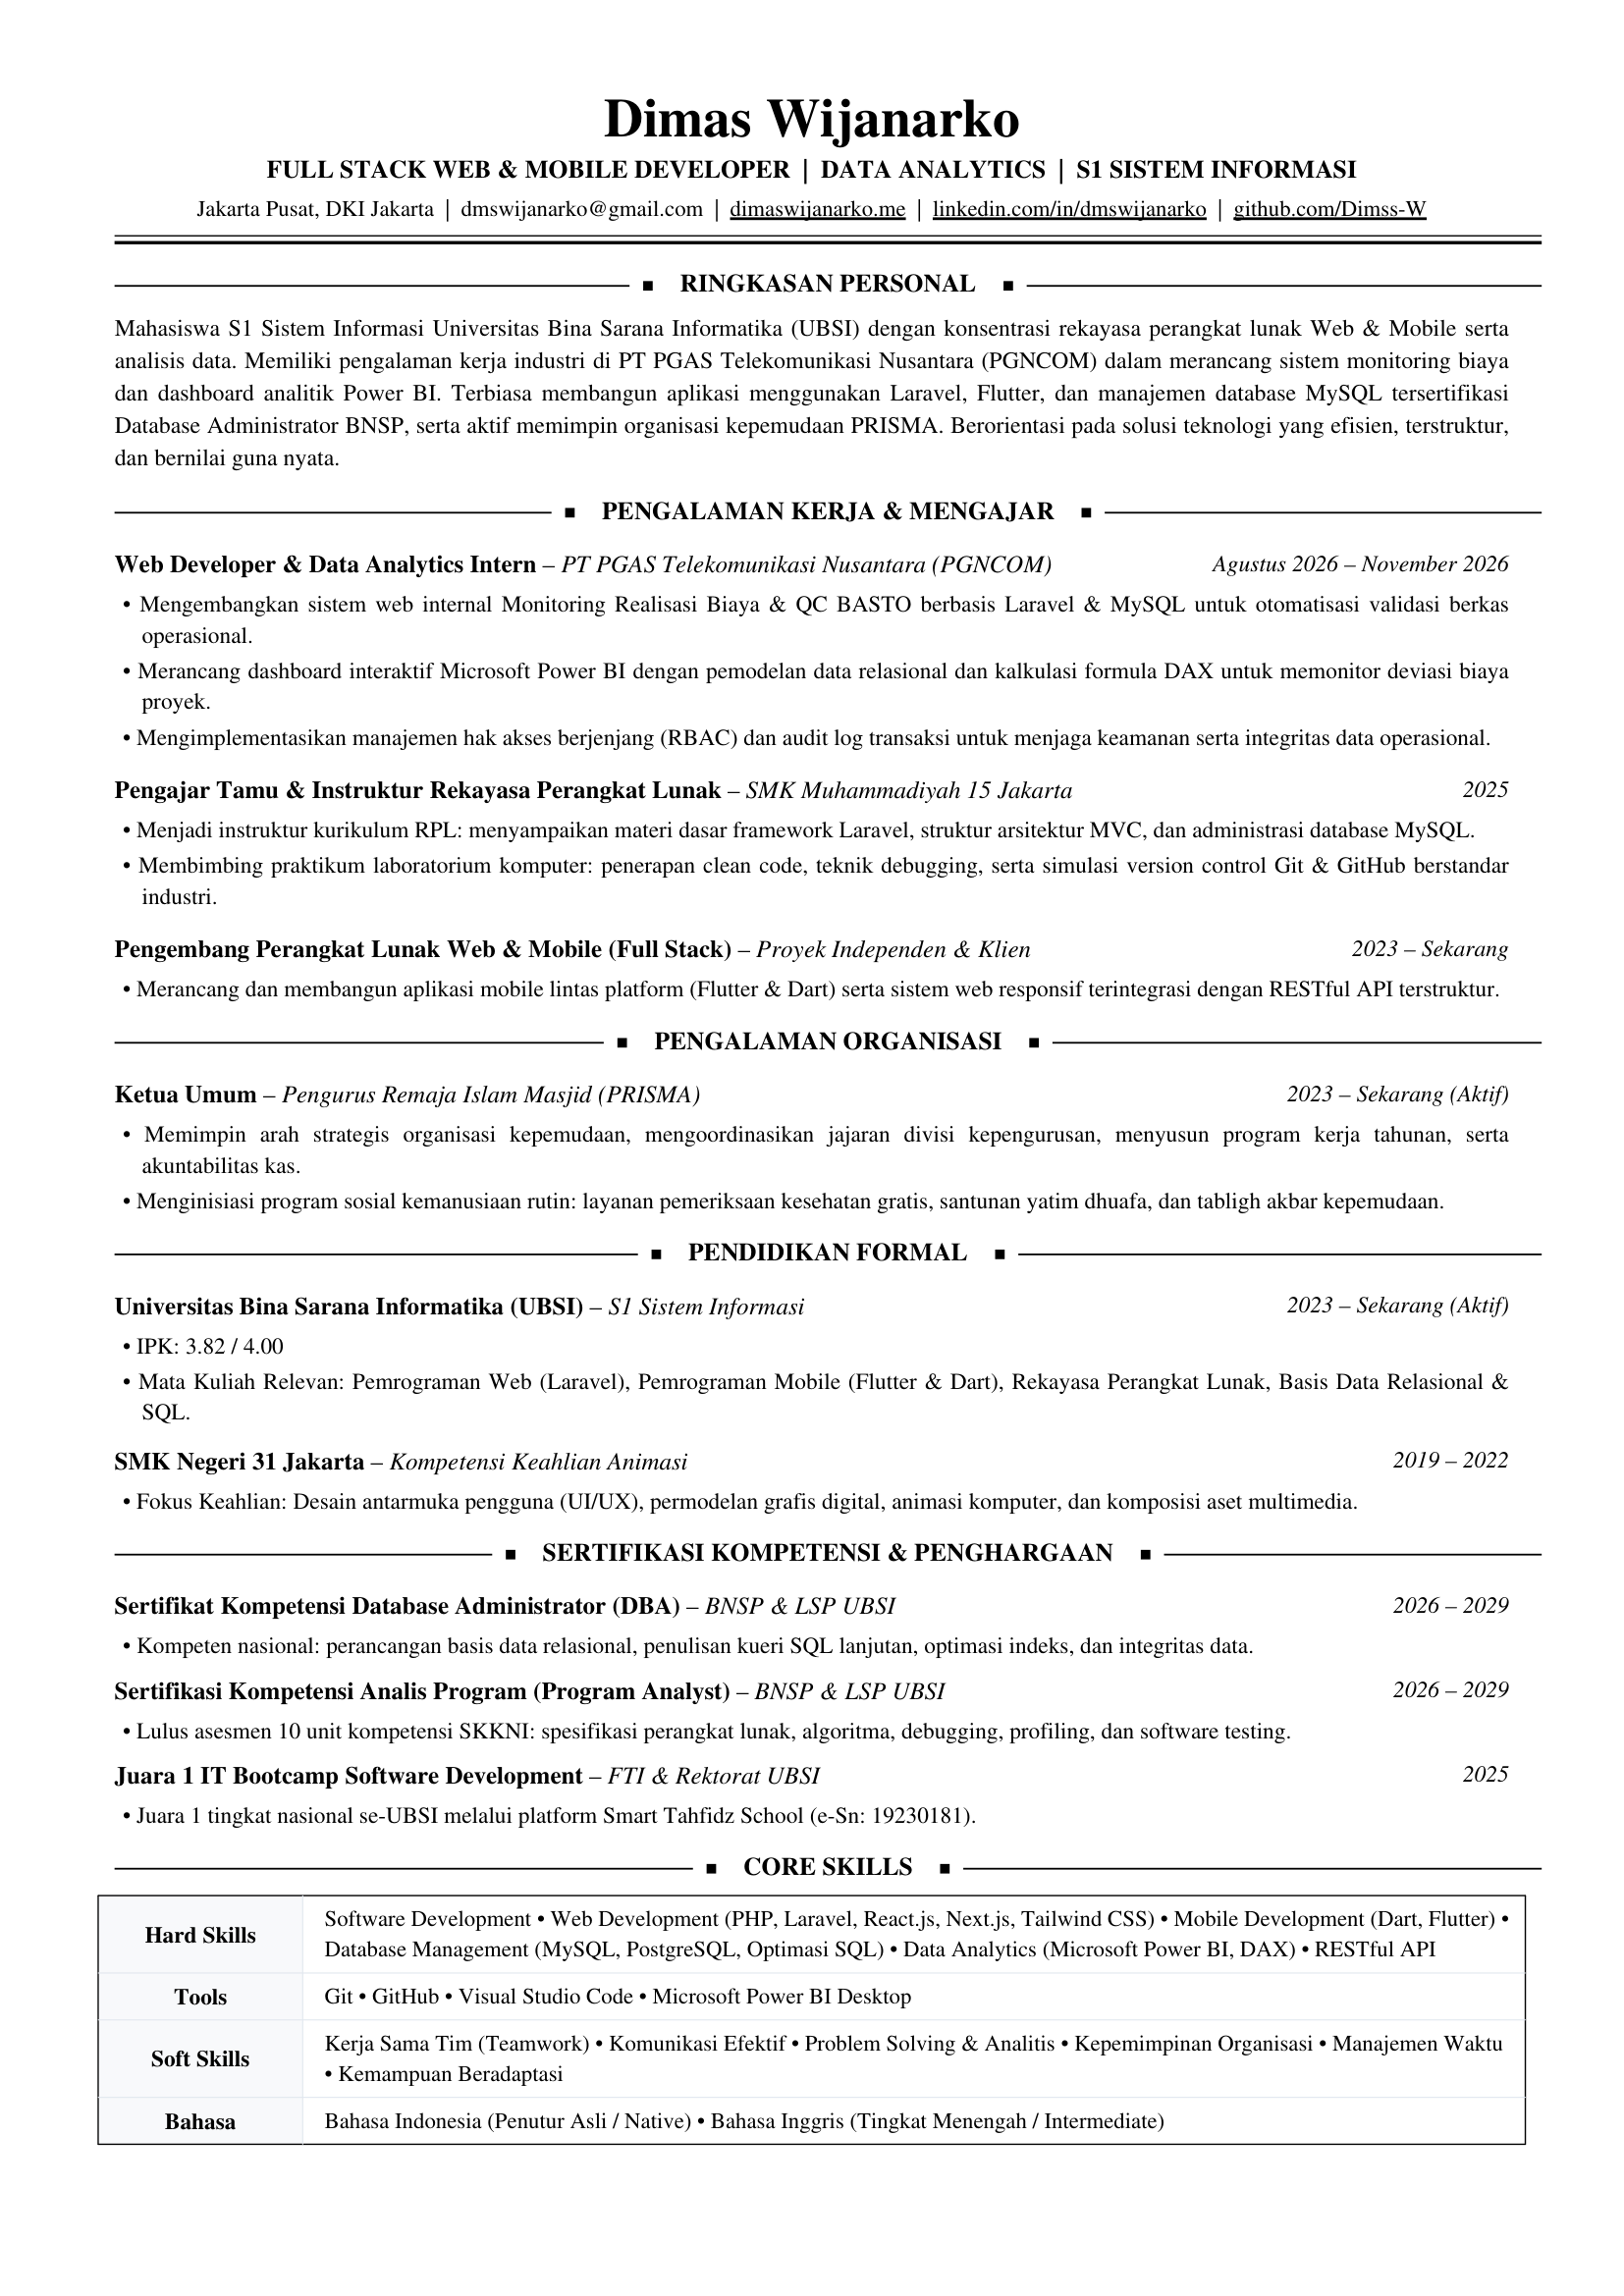 Dimas Wijanarko
FULL STACK WEB & MOBILE DEVELOPER | DATA ANALYTICS | S1 SISTEM INFORMASI
Jakarta Pusat, DKI Jakarta | dmswijanarko@gmail.com | dimaswijanarko.me | linkedin.com/in/dmswijanarko | github.com/Dimss-W
■ RINGKASAN PERSONAL ■
Mahasiswa S1 Sistem Informasi Universitas Bina Sarana Informatika (UBSI) dengan konsentrasi rekayasa perangkat lunak Web & Mobile serta
analisis data. Memiliki pengalaman kerja industri di PT PGAS Telekomunikasi Nusantara (PGNCOM) dalam merancang sistem monitoring biaya
dan dashboard analitik Power BI. Terbiasa membangun aplikasi menggunakan Laravel, Flutter, dan manajemen database MySQL tersertifikasi
Database Administrator BNSP, serta aktif memimpin organisasi kepemudaan PRISMA. Berorientasi pada solusi teknologi yang efisien, terstruktur,
dan bernilai guna nyata.
■ PENGALAMAN KERJA & MENGAJAR ■
Web Developer & Data Analytics Intern – PT PGAS Telekomunikasi Nusantara (PGNCOM) Agustus 2026 – November 2026
• Mengembangkan sistem web internal Monitoring Realisasi Biaya & QC BASTO berbasis Laravel & MySQL untuk otomatisasi validasi berkas
operasional.
• Merancang dashboard interaktif Microsoft Power BI dengan pemodelan data relasional dan kalkulasi formula DAX untuk memonitor deviasi biaya
proyek.
• Mengimplementasikan manajemen hak akses berjenjang (RBAC) dan audit log transaksi untuk menjaga keamanan serta integritas data operasional.
Pengajar Tamu & Instruktur Rekayasa Perangkat Lunak – SMK Muhammadiyah 15 Jakarta 2025
• Menjadi instruktur kurikulum RPL: menyampaikan materi dasar framework Laravel, struktur arsitektur MVC, dan administrasi database MySQL.
• Membimbing praktikum laboratorium komputer: penerapan clean code, teknik debugging, serta simulasi version control Git & GitHub berstandar
industri.
Pengembang Perangkat Lunak Web & Mobile (Full Stack) – Proyek Independen & Klien 2023 – Sekarang
• Merancang dan membangun aplikasi mobile lintas platform (Flutter & Dart) serta sistem web responsif terintegrasi dengan RESTful API terstruktur.
■ PENGALAMAN ORGANISASI ■
Ketua Umum – Pengurus Remaja Islam Masjid (PRISMA) 2023 – Sekarang (Aktif)
• Memimpin arah strategis organisasi kepemudaan, mengoordinasikan jajaran divisi kepengurusan, menyusun program kerja tahunan, serta
akuntabilitas kas.
• Menginisiasi program sosial kemanusiaan rutin: layanan pemeriksaan kesehatan gratis, santunan yatim dhuafa, dan tabligh akbar kepemudaan.
■ PENDIDIKAN FORMAL ■
Universitas Bina Sarana Informatika (UBSI) – S1 Sistem Informasi 2023 – Sekarang (Aktif)
• IPK: 3.82 / 4.00
• Mata Kuliah Relevan: Pemrograman Web (Laravel), Pemrograman Mobile (Flutter & Dart), Rekayasa Perangkat Lunak, Basis Data Relasional &
SQL.
SMK Negeri 31 Jakarta – Kompetensi Keahlian Animasi 2019 – 2022
• Fokus Keahlian: Desain antarmuka pengguna (UI/UX), permodelan grafis digital, animasi komputer, dan komposisi aset multimedia.
■ SERTIFIKASI KOMPETENSI & PENGHARGAAN ■
Sertifikat Kompetensi Database Administrator (DBA) – BNSP & LSP UBSI 2026 – 2029
• Kompeten nasional: perancangan basis data relasional, penulisan kueri SQL lanjutan, optimasi indeks, dan integritas data.
Sertifikasi Kompetensi Analis Program (Program Analyst) – BNSP & LSP UBSI 2026 – 2029
• Lulus asesmen 10 unit kompetensi SKKNI: spesifikasi perangkat lunak, algoritma, debugging, profiling, dan software testing.
Juara 1 IT Bootcamp Software Development – FTI & Rektorat UBSI 2025
• Juara 1 tingkat nasional se-UBSI melalui platform Smart Tahfidz School (e-Sn: 19230181).
■ CORE SKILLS ■
Hard Skills
Software Development • Web Development (PHP, Laravel, React.js, Next.js, Tailwind CSS) • Mobile Development (Dart, Flutter) •
Database Management (MySQL, PostgreSQL, Optimasi SQL) • Data Analytics (Microsoft Power BI, DAX) • RESTful API
Tools
Git • GitHub • Visual Studio Code • Microsoft Power BI Desktop
Soft Skills
Kerja Sama Tim (Teamwork) • Komunikasi Efektif • Problem Solving & Analitis • Kepemimpinan Organisasi • Manajemen Waktu
• Kemampuan Beradaptasi
Bahasa
Bahasa Indonesia (Penutur Asli / Native) • Bahasa Inggris (Tingkat Menengah / Intermediate)